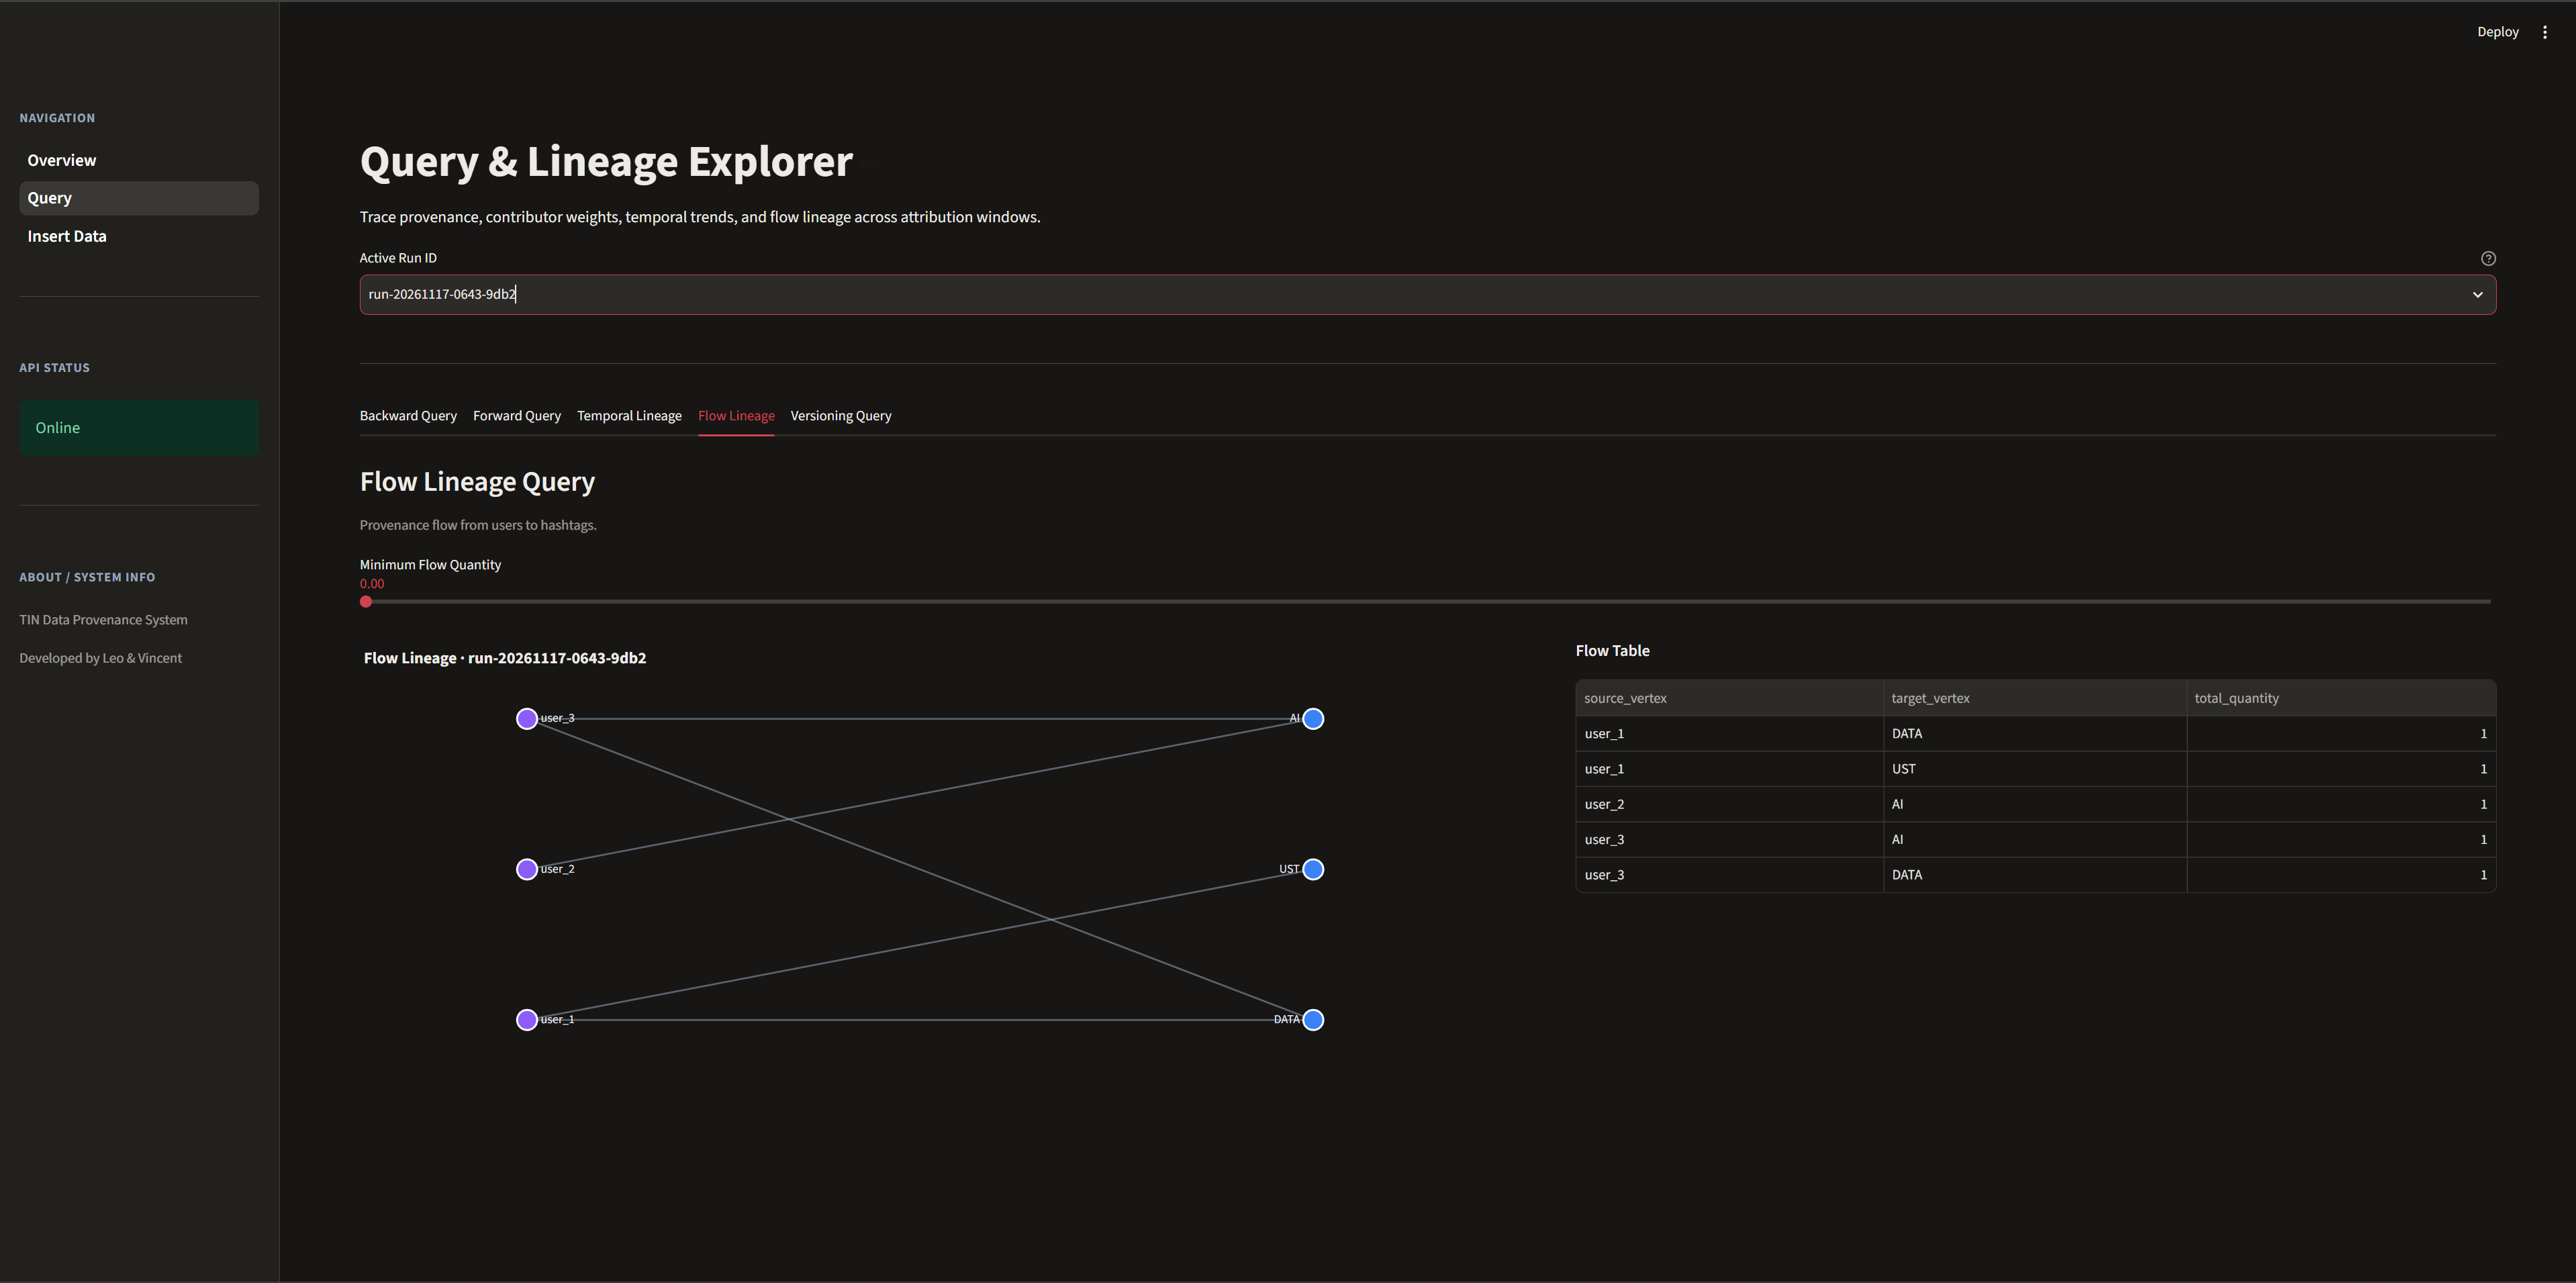 Deploy
NAVIGATION
Overview
Query
Insert Data
API STATUS
Online
ABOUT / SYSTEM INFO
TIN Data Provenance System
Developed by Leo & Vincent
Query & Lineage Explorer
Trace provenance, contributor weights, temporal trends, and flow lineage across attribution windows.
Active Run ID
run-20261117-0643-9db2
Backward Query Forward Query Temporal Lineage Flow Lineage Versioning Query
Flow Lineage Query
Provenance flow from users to hashtags.
Minimum Flow Quantity
0.00
Flow Lineage · run-20261117-0643-9db2
user_3 AI
user_2 UST
user_1 DATA
Flow Table
source_vertex target_vertex total_quantity
user_1 DATA 1
user_1 UST 1
user_2 AI 1
user_3 AI 1
user_3 DATA 1